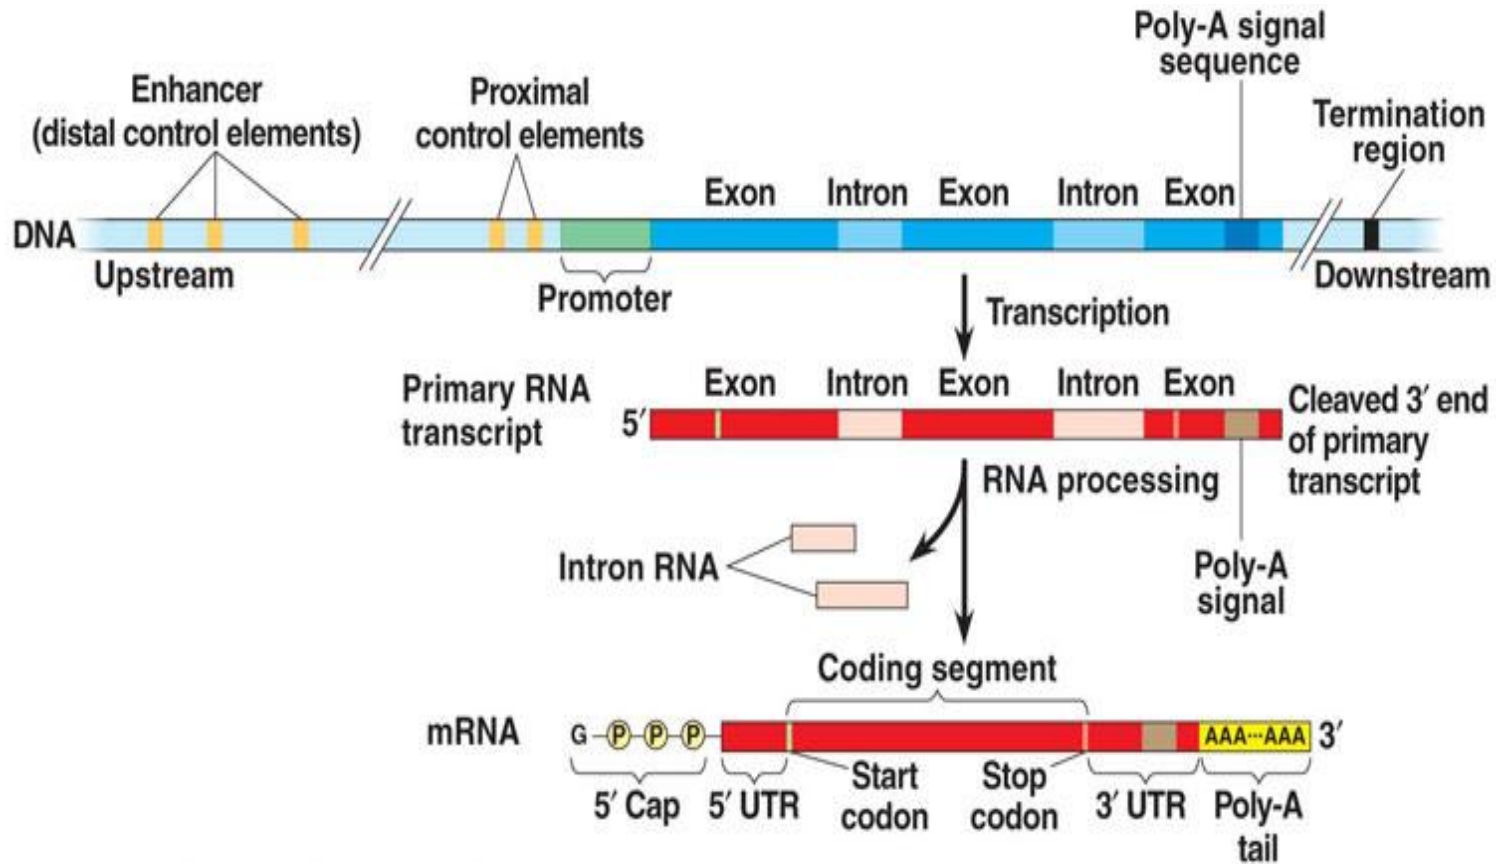 Poly-A signal
sequence
Enhancer
(distal control elements)
Proximal
control elements
Termination
region
Exon Intron Exon Intron Exon
DNA
Upstream
Promoter
Downstream
Transcription
Primary RNA
transcript
Exon Intron Exon Intron Exon
5′
Cleaved 3′ end
of primary
transcript
RNA processing
Intron RNA
Poly-A
signal
Coding segment
mRNA
G P P P
AAA···AAA 3′
5′ Cap
5′ UTR
Start
codon
Stop
codon
3′ UTR
Poly-A
tail